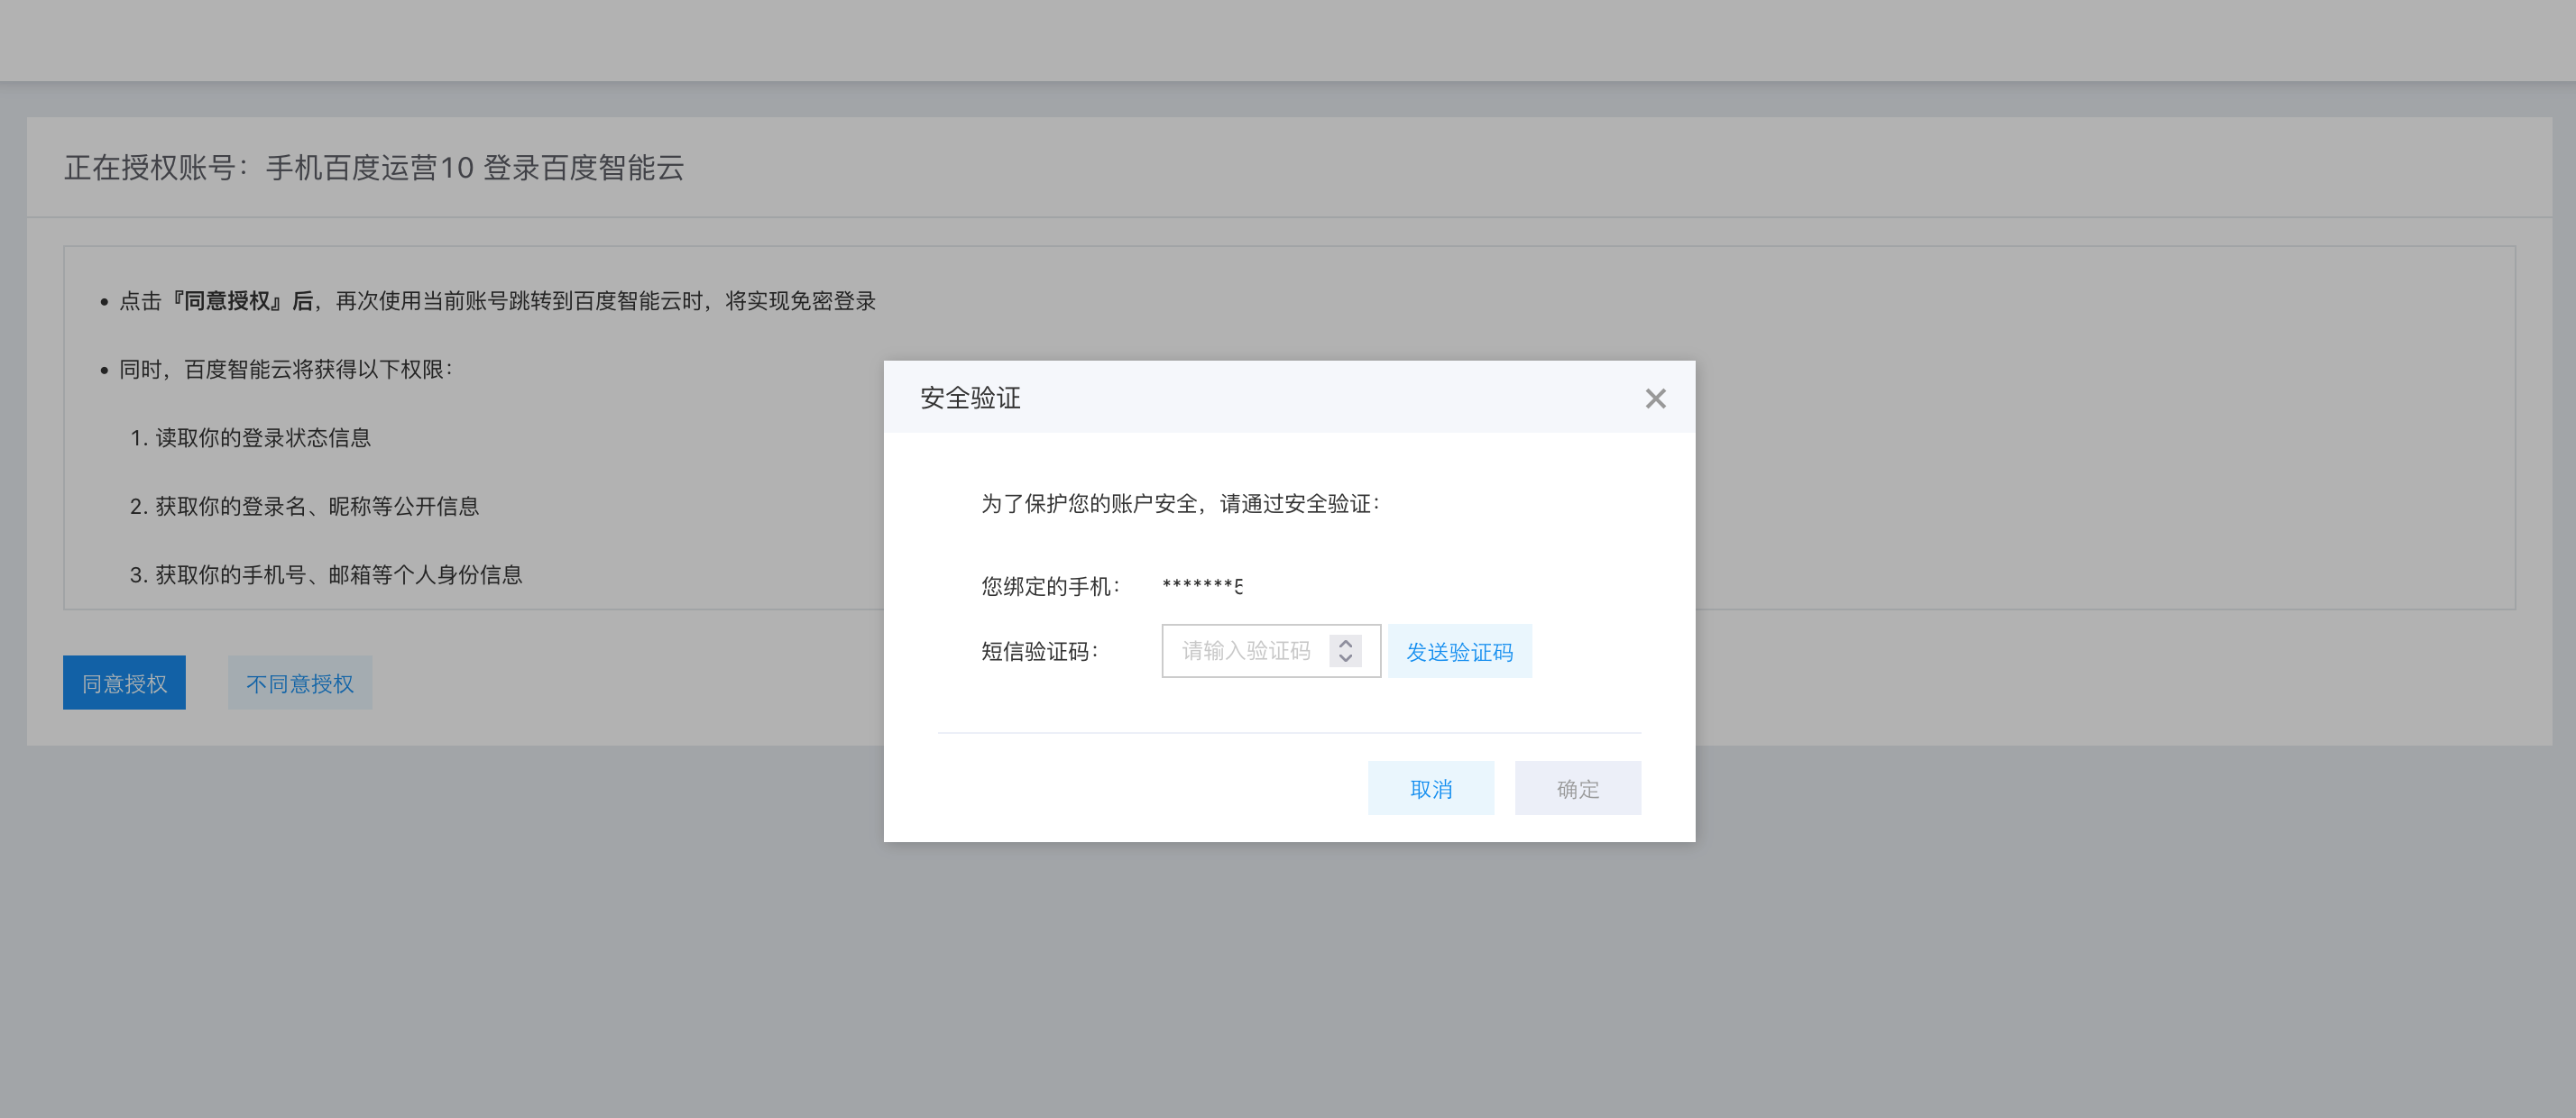 正在授权账号：手机百度运营10 登录百度智能云
• 点击『同意授权』后，再次使用当前账号跳转到百度智能云时，将实现免密登录
• 同时，百度智能云将获得以下权限：
1. 读取你的登录状态信息
2. 获取你的登录名、昵称等公开信息
3. 获取你的手机号、邮箱等个人身份信息
同意授权
不同意授权
安全验证
为了保护您的账户安全，请通过安全验证：
您绑定的手机： *******5
短信验证码： 请输入验证码 发送验证码
取消 确定